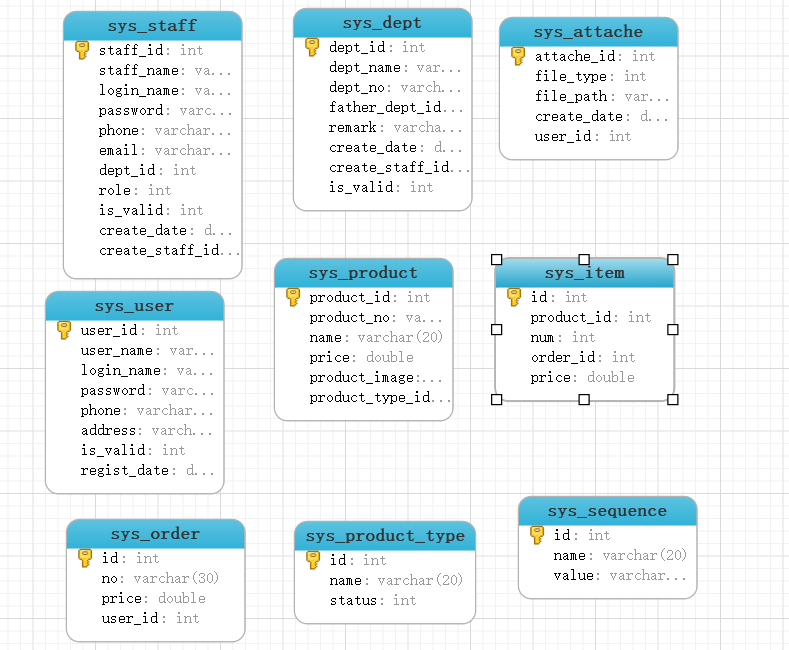 sys_staff
staff_id: int
staff_name: va...
login_name: va...
password: varc...
phone: varchar...
email: varchar...
dept_id: int
role: int
is_valid: int
create_date: d...
create_staff_id...
sys_dept
dept_id: int
dept_name: var...
dept_no: varch...
father_dept_id...
remark: varcha...
create_date: d...
create_staff_id...
is_valid: int
sys_attache
attache_id: int
file_type: int
file_path: var...
create_date: d...
user_id: int
sys_user
user_id: int
user_name: var...
login_name: va...
password: varc...
phone: varchar...
address: varch...
is_valid: int
regist_date: d...
sys_product
product_id: int
product_no: va...
name: varchar(20)
price: double
product_image:...
product_type_id...
sys_item
id: int
product_id: int
num: int
order_id: int
price: double
sys_order
id: int
no: varchar(30)
price: double
user_id: int
sys_product_type
id: int
name: varchar(20)
status: int
sys_sequence
id: int
name: varchar(20)
value: varchar...